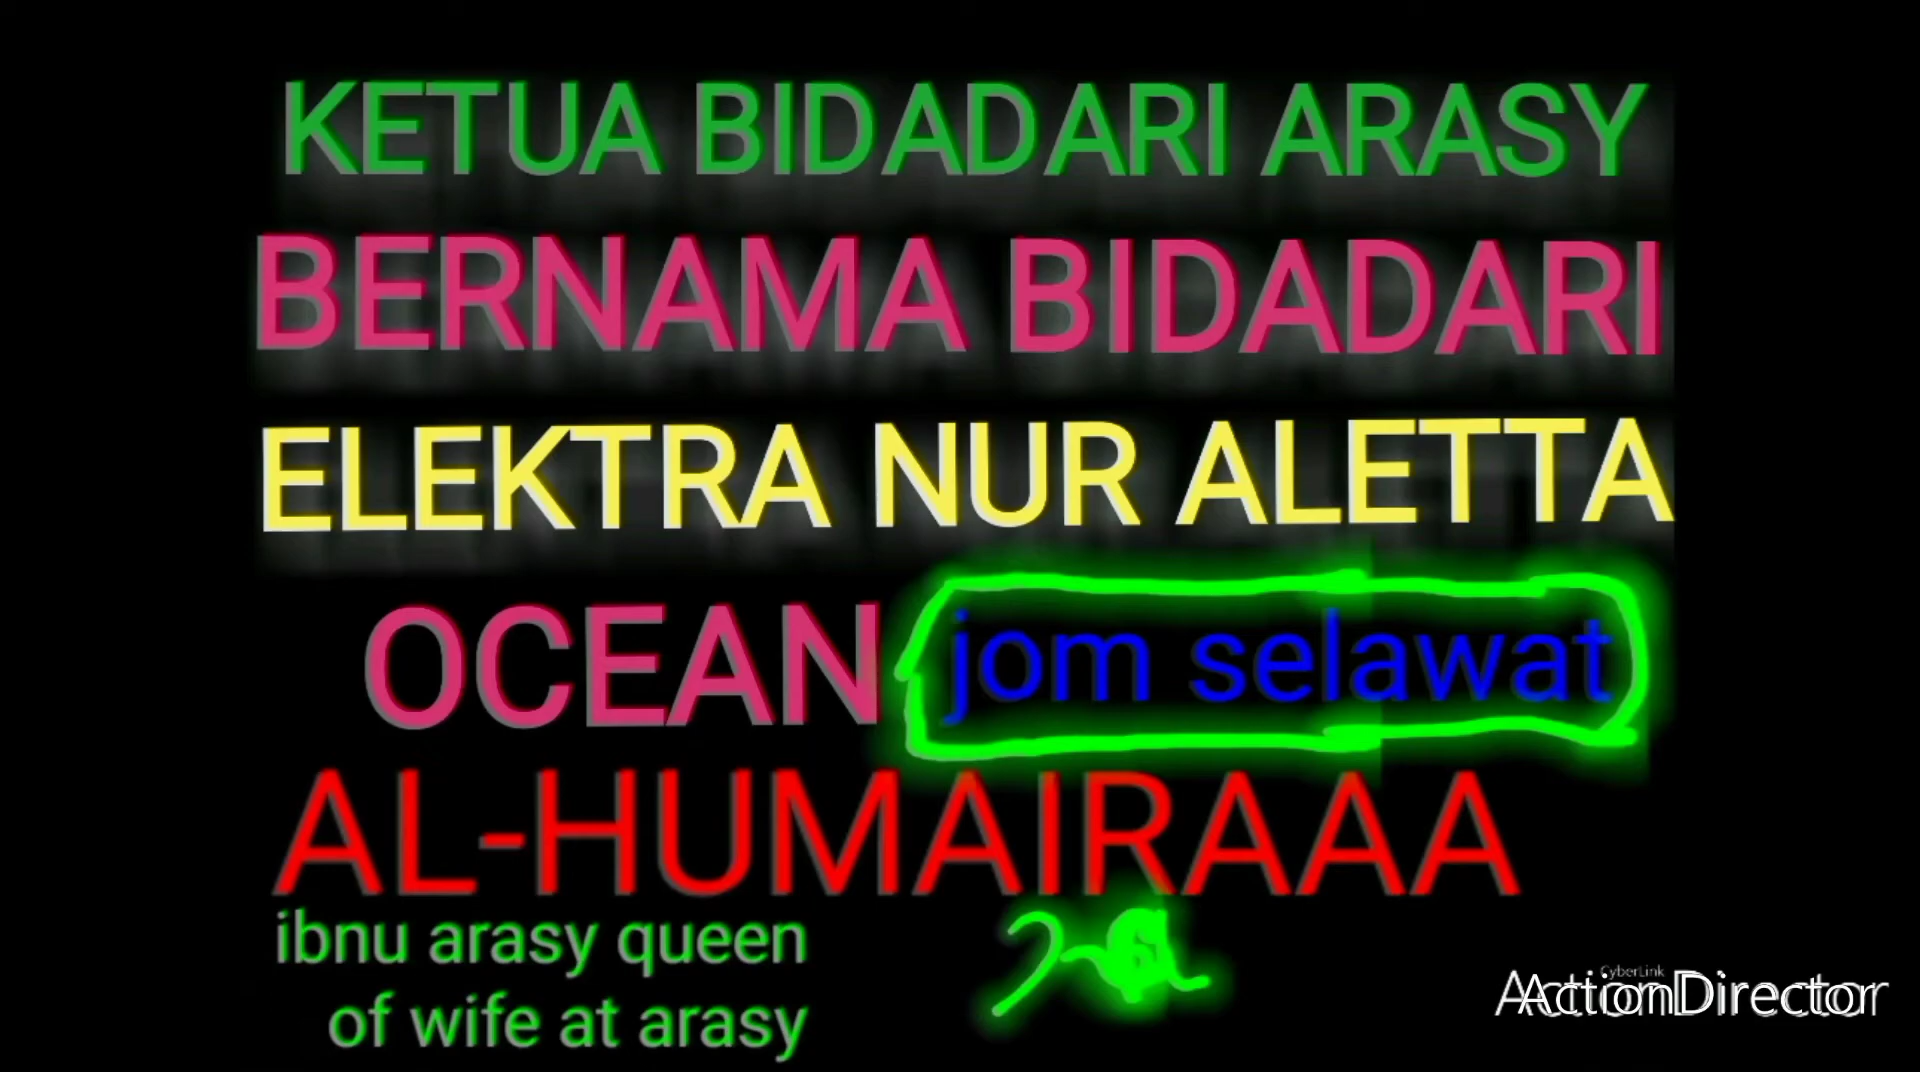 KETUA BIDADARI ARASY
BERNAMA BIDADARI
ELEKTRA NUR ALETTA
OCEAN jom selawat
AL-HUMAIRAAA
ibnu arasy queen
of wife at arasy
CyberLink
ActionDirector